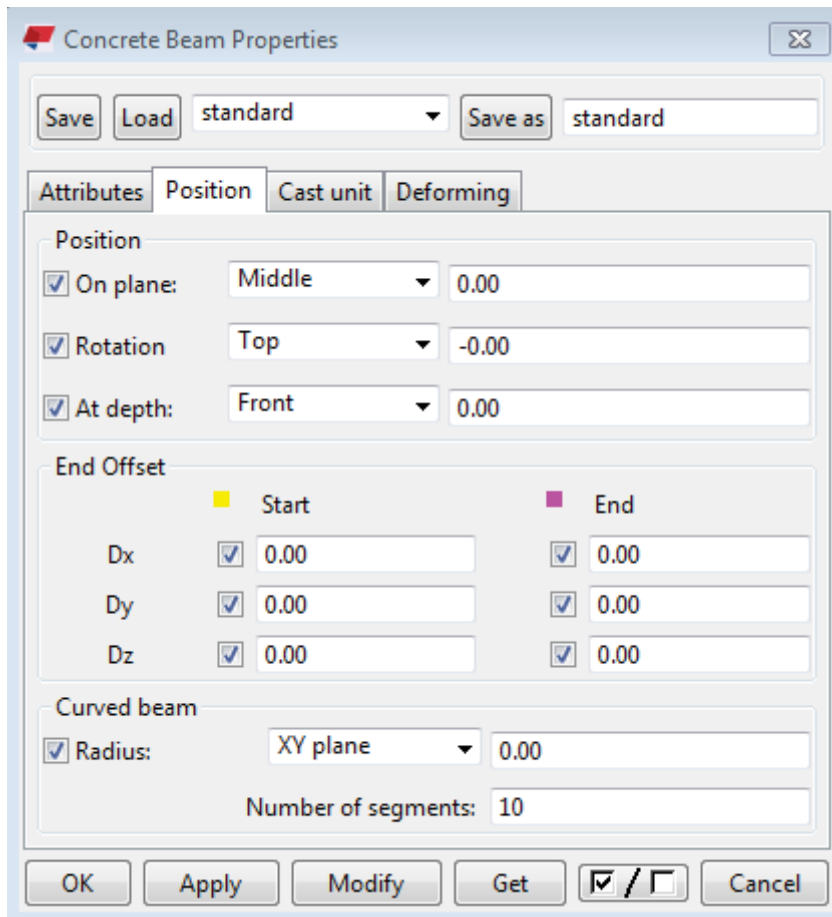 Concrete Beam Properties
Save Load standard Save as standard
Attributes Position Cast unit Deforming
Position
On plane: Middle 0.00
Rotation Top -0.00
At depth: Front 0.00
End Offset
Start End
Dx 0.00 0.00
Dy 0.00 0.00
Dz 0.00 0.00
Curved beam
Radius: XY plane 0.00
Number of segments: 10
OK Apply Modify Get / Cancel